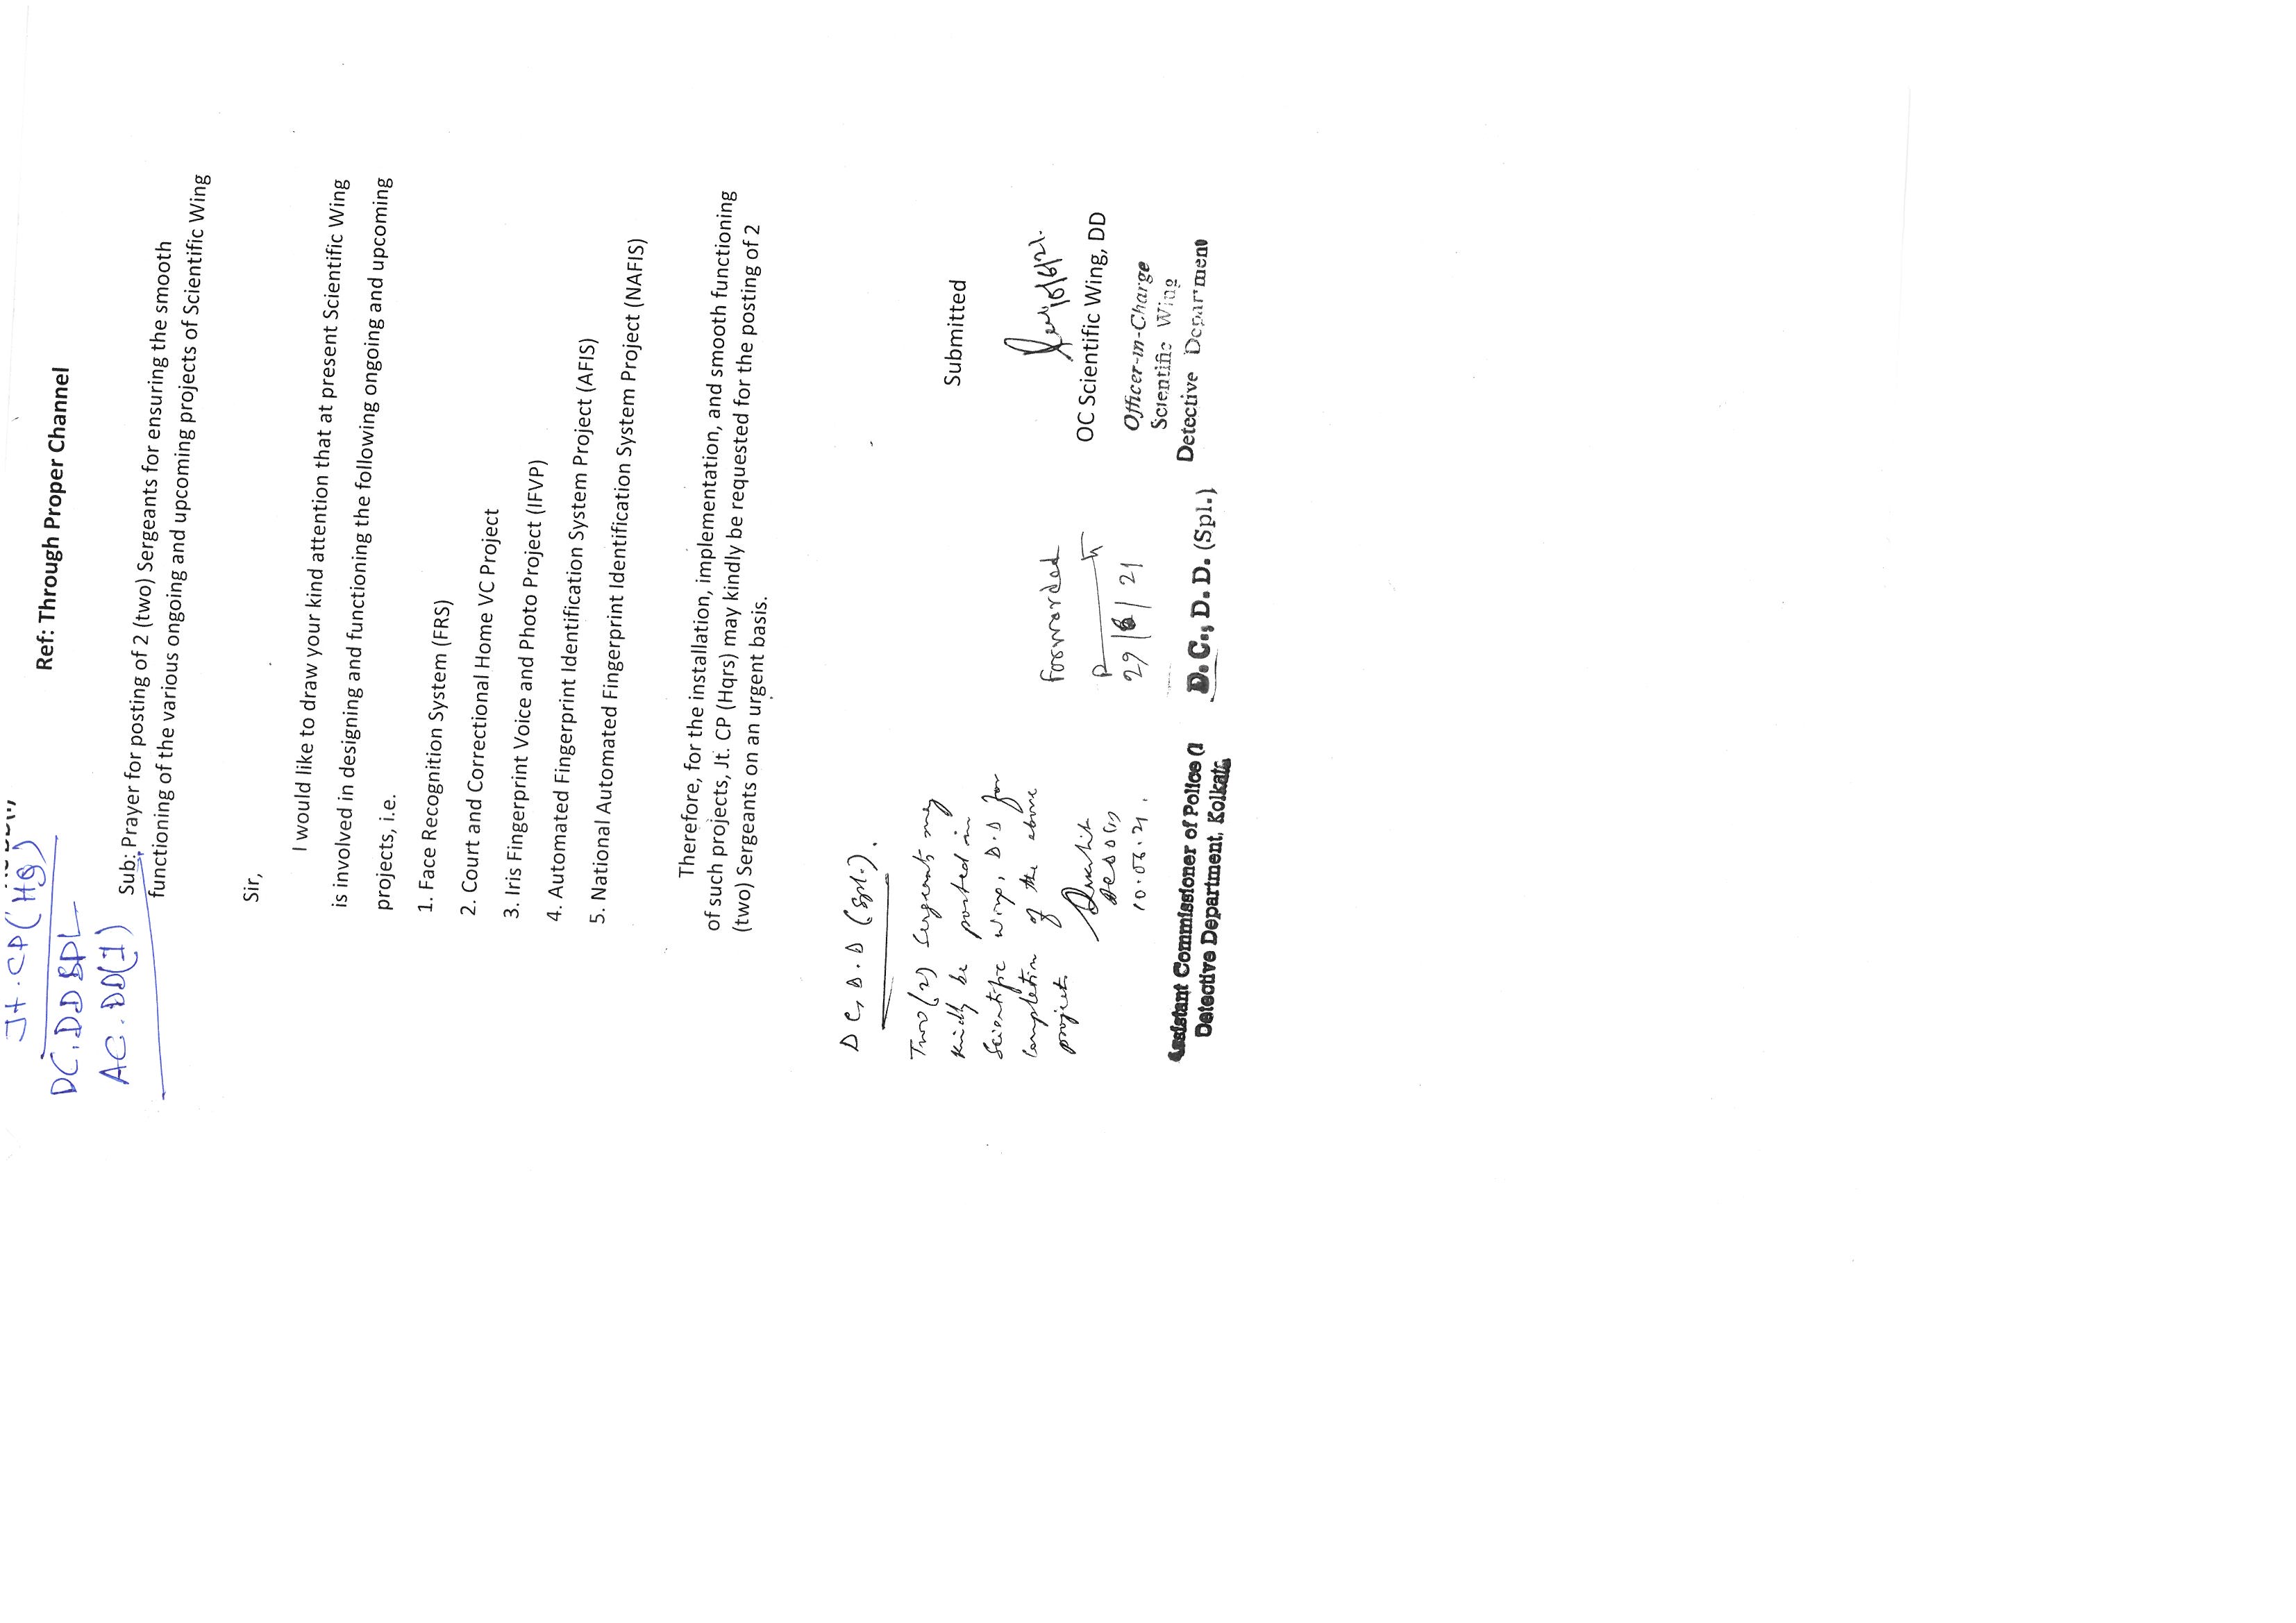 Jt. CP (HQ)
DC. DD SPL
AC. DD(I)
Ref: Through Proper Channel
Sub: Prayer for posting of 2 (two) Sergeants for ensuring the smooth
functioning of the various ongoing and upcoming projects of Scientific Wing
Sir,
I would like to draw your kind attention that at present Scientific Wing
is involved in designing and functioning the following ongoing and upcoming
projects, i.e.
1. Face Recognition System (FRS)
2. Court and Correctional Home VC Project
3. Iris Fingerprint Voice and Photo Project (IFVP)
4. Automated Fingerprint Identification System Project (AFIS)
5. National Automated Fingerprint Identification System Project (NAFIS)
Therefore, for the installation, implementation, and smooth functioning
of such projects, Jt. CP (Hqrs) may kindly be requested for the posting of 2
(two) Sergeants on an urgent basis.
Submitted
10/6/21.
OC Scientific Wing, DD
Officer-in-Charge
Scientific Wing
Detective Department
Forwarded
29/6/21
D. C., D. D. (Spl.)
D C, D.D (Spl.).
Two (2) Sergeants may
kindly be posted in
Scientific wing, D.D for
completion of the above
projects
10.06.21.
Assistant Commissioner of Police (I
Detective Department, Kolkata